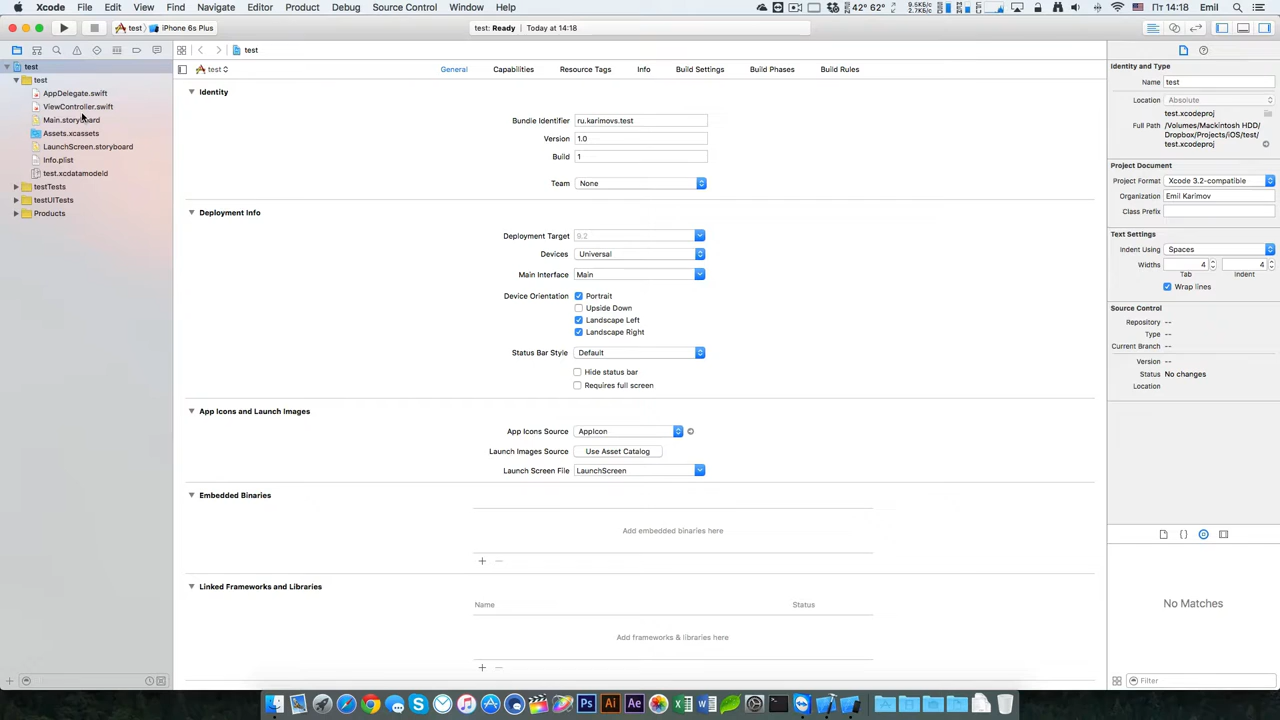 Xcode File Edit View Find Navigate Editor Product Debug Source Control Window Help
42° 62° Пт 14:18 Emil
test iPhone 6s Plus
test: Ready Today at 14:18
test
test
test
AppDelegate.swift
ViewController.swift
Main.storyboard
Assets.xcassets
LaunchScreen.storyboard
Info.plist
test.xcdatamodeld
testTests
testUITests
Products
test
General Capabilities Resource Tags Info Build Settings Build Phases Build Rules
Identity
Bundle Identifier ru.karimovs.test
Version 1.0
Build 1
Team None
Deployment Info
Deployment Target 9.2
Devices Universal
Main Interface Main
Device Orientation Portrait
Upside Down
Landscape Left
Landscape Right
Status Bar Style Default
Hide status bar
Requires full screen
App Icons and Launch Images
App Icons Source AppIcon
Launch Images Source Use Asset Catalog
Launch Screen File LaunchScreen
Embedded Binaries
Add embedded binaries here
Linked Frameworks and Libraries
Name Status
Add frameworks & libraries here
Identity and Type
Name test
Location Absolute
test.xcodeproj
Full Path /Volumes/Mackintosh HDD/
Dropbox/Projects/iOS/test/
test.xcodeproj
Project Document
Project Format Xcode 3.2-compatible
Organization Emil Karimov
Class Prefix
Text Settings
Indent Using Spaces
Widths 4 4
Tab Indent
Wrap lines
Source Control
Repository --
Type --
Current Branch --
Version --
Status No changes
Location
No Matches
Filter
Ps Ai Ae